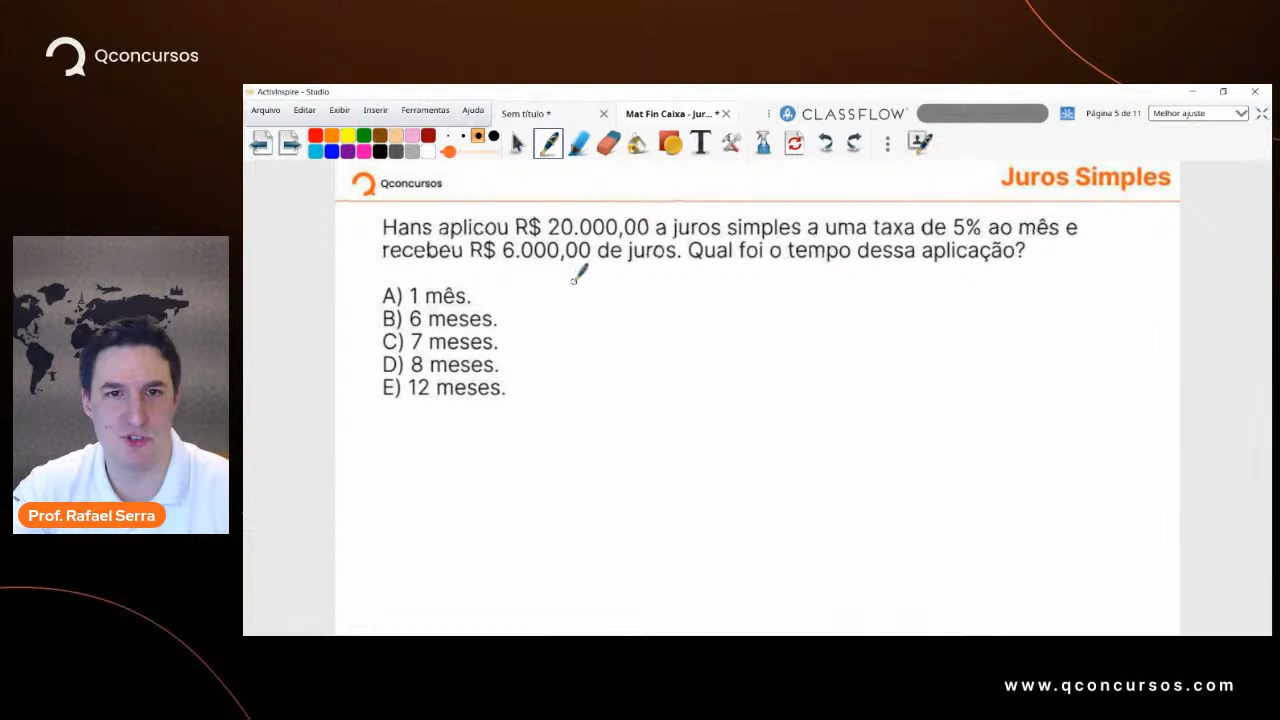 Qconcursos
ActivInspire - Studio
Arquivo Editar Exibir Inserir Ferramentas Ajuda
Sem título *
Mat Fin Caixa - Jur... *
CLASSFLOW
Página 5 de 11
Melhor ajuste
Qconcursos
Juros Simples
Hans aplicou R$ 20.000,00 a juros simples a uma taxa de 5% ao mês e
recebeu R$ 6.000,00 de juros. Qual foi o tempo dessa aplicação?
A) 1 mês.
B) 6 meses.
C) 7 meses.
D) 8 meses.
E) 12 meses.
Prof. Rafael Serra
www.qconcursos.com